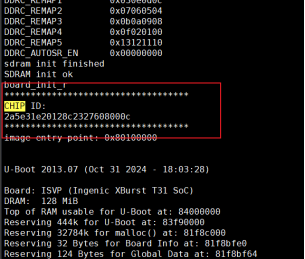 DDRC_REMAP2 0x07060504
DDRC_REMAP3 0x0b0a0908
DDRC_REMAP4 0x0f020100
DDRC_REMAP5 0x13121110
DDRC_AUTOSR_EN 0x00000000
sdram init finished
SDRAM init ok
board_init_r
************************************
CHIP ID:
2a5e31e20128c2327608000c
************************************
image entry point: 0x80100000
U-Boot 2013.07 (Oct 31 2024 - 18:03:28)
Board: ISVP (Ingenic XBurst T31 SoC)
DRAM: 128 MiB
Top of RAM usable for U-Boot at: 84000000
Reserving 444k for U-Boot at: 83f90000
Reserving 32784k for malloc() at: 81f8c000
Reserving 32 Bytes for Board Info at: 81f8bfe0
Reserving 124 Bytes for Global Data at: 81f8bf64